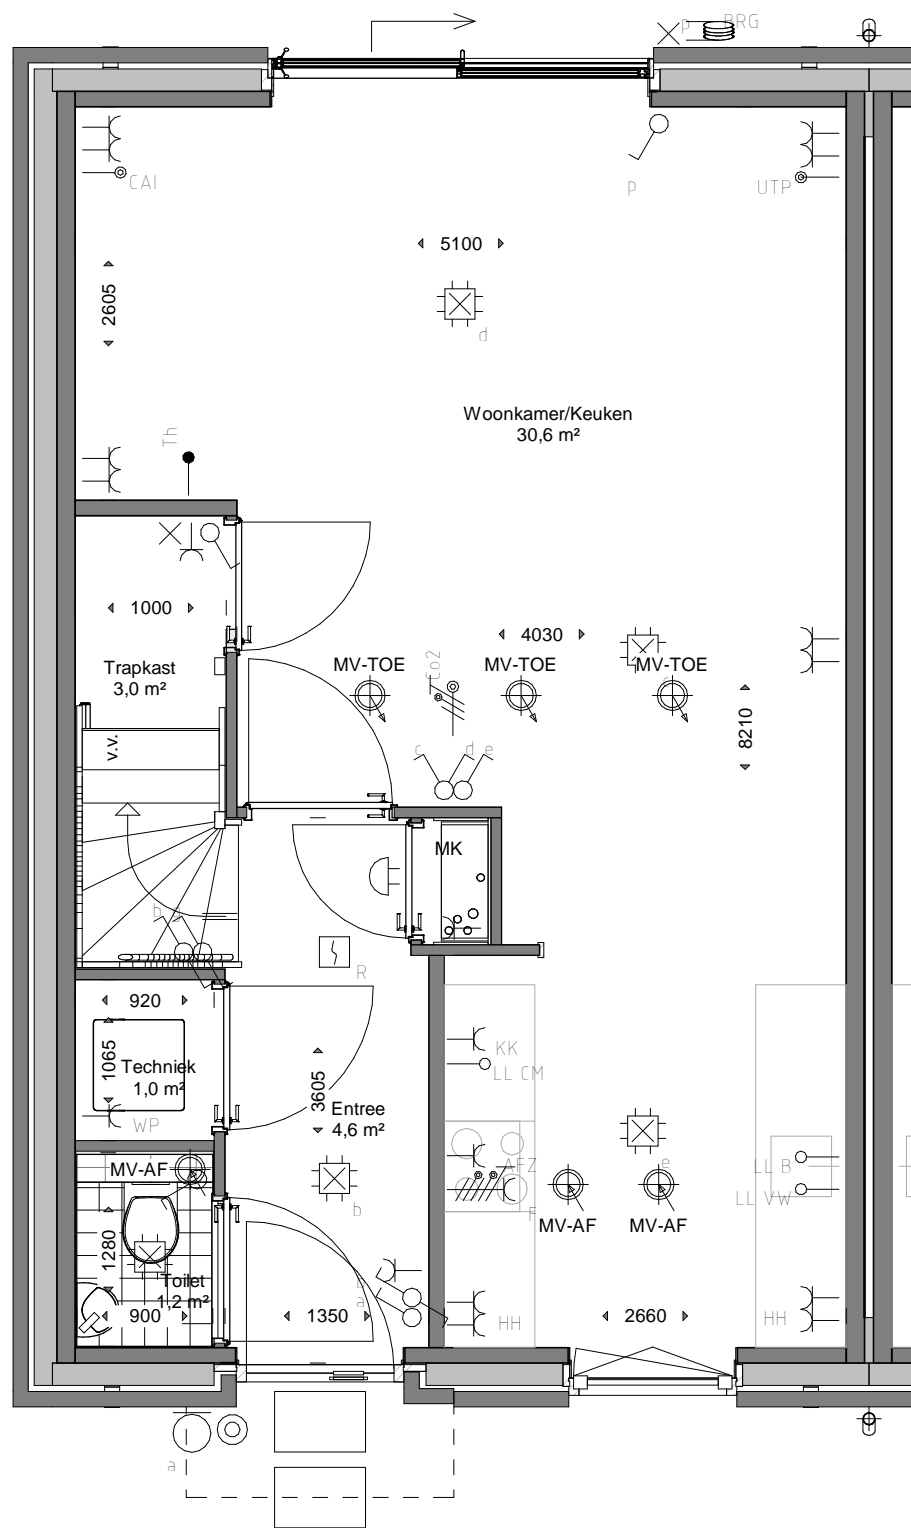 p
BRG
CAI
p
UTP
5100
2605
d
Woonkamer/Keuken
30,6 m²
Th
1000
4030
Trapkast
3,0 m²
MV-TOE
Co2
MV-TOE
MV-TOE
8210
v.v.
c
d
e
MK
b
a
R
920
1065
Techniek
1,0 m²
WP
3605
Entree
4,6 m²
KK
LL CM
MV-AF
b
AFZ
F
e
LL B
LL VW
MV-AF
MV-AF
1280
Toilet
1,2 m²
900
1350
b
a
HH
2660
HH
a